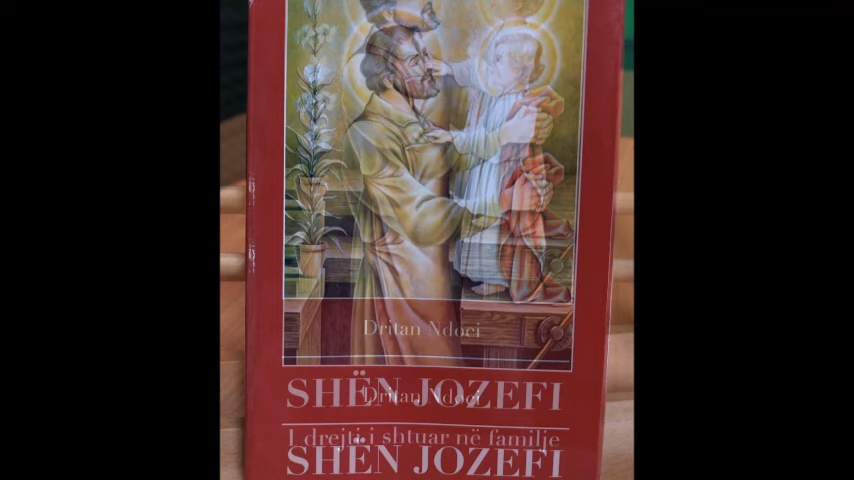 Dritan Ndoci
SHËN JOZEFI
Dritan Ndoci
I drejti i shtuar në familje
SHËN JOZEFI